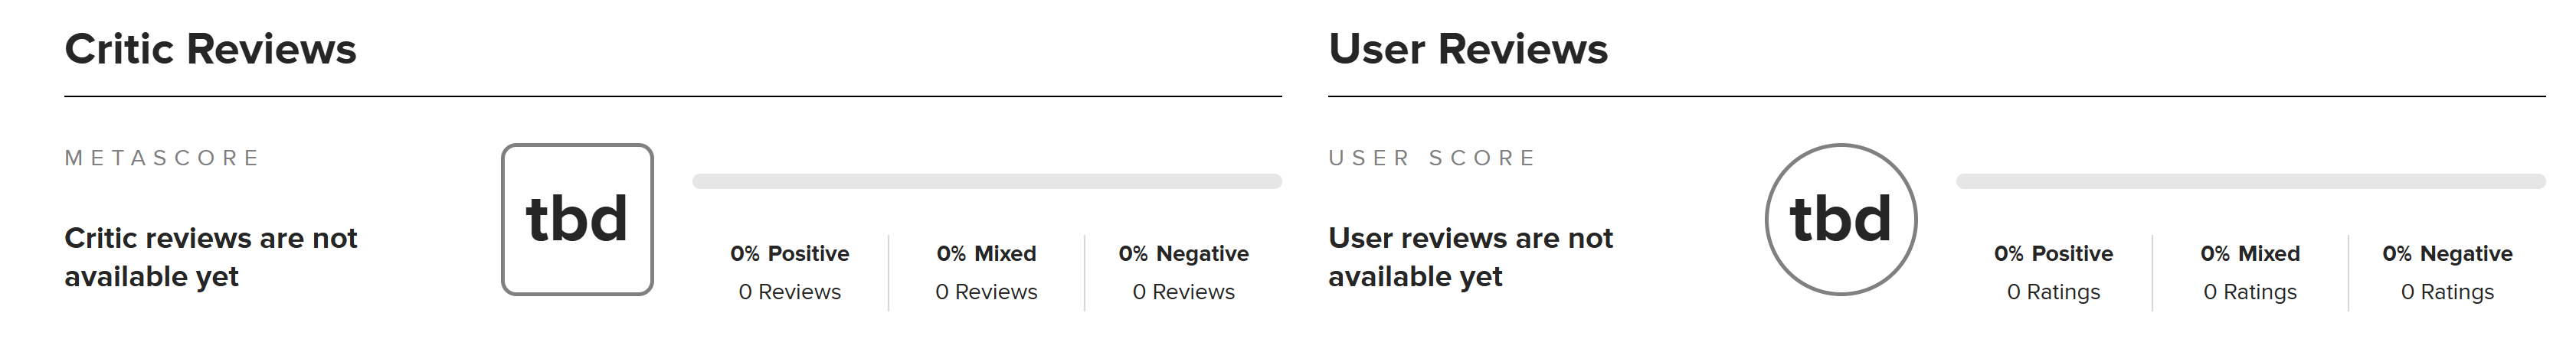 Critic Reviews
METASCORE
Critic reviews are not
available yet
tbd
0% Positive
0 Reviews
0% Mixed
0 Reviews
0% Negative
0 Reviews
User Reviews
USER SCORE
User reviews are not
available yet
tbd
0% Positive
0 Ratings
0% Mixed
0 Ratings
0% Negative
0 Ratings